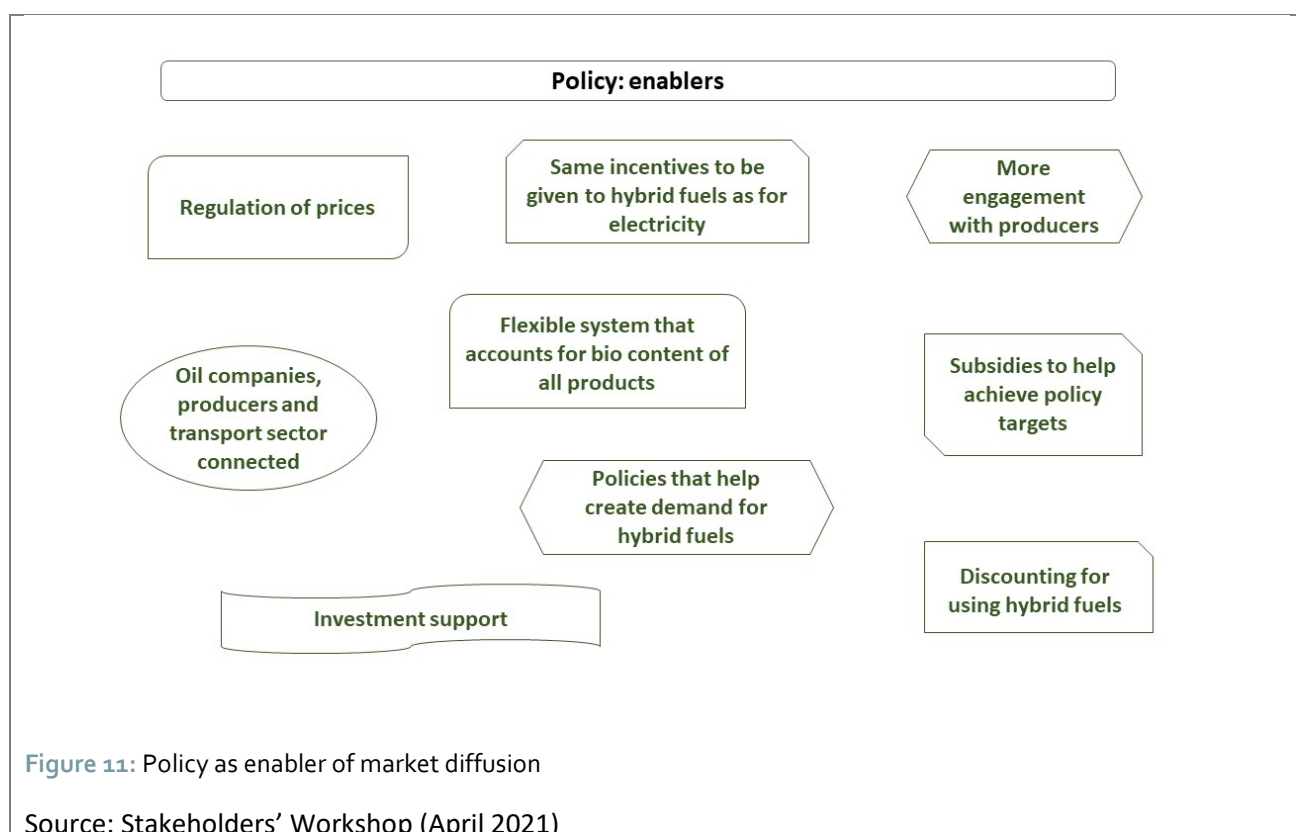 Policy: enablers
Regulation of prices
Same incentives to be
given to hybrid fuels as for
electricity
More
engagement
with producers
Flexible system that
accounts for bio content of
all products
Oil companies,
producers and
transport sector
connected
Subsidies to help
achieve policy
targets
Policies that help
create demand for
hybrid fuels
Discounting for
using hybrid fuels
Investment support
Figure 11: Policy as enabler of market diffusion
Source: Stakeholders’ Workshop (April 2021)